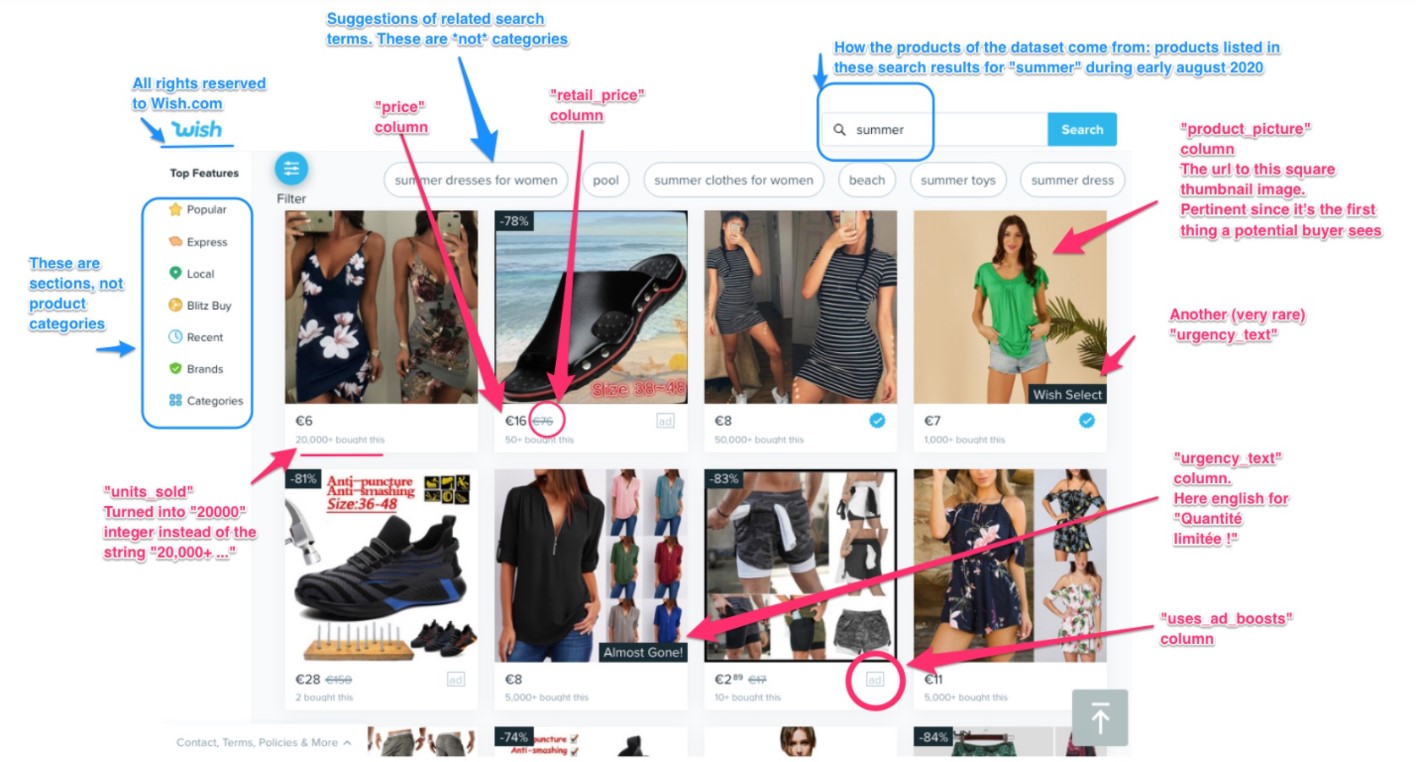 Suggestions of related search
terms. These are *not* categories
How the products of the dataset come from: products listed in
these search results for "summer" during early august 2020
All rights reserved
to Wish.com
wish
"price"
column
"retail_price"
column
summer
Search
"product_picture"
column
The url to this square
thumbnail image.
Pertinent since it's the first
thing a potential buyer sees
Top Features
Filter
summer dresses for women
pool
summer clothes for women
beach
summer toys
summer dress
Popular
Express
Local
Blitz Buy
Recent
Brands
Categories
These are
sections, not
product
categories
-78%
Size 38-48
Wish Select
Another (very rare)
"urgency_text"
€6
20,000+ bought this
€16 €76
ad
50+ bought this
€8
50,000+ bought this
€7
1,000+ bought this
"units_sold"
Turned into "20000"
integer instead of the
string "20,000+ ..."
-81%
Anti-puncture
Anti-smashing
Size:36-48
Almost Gone!
-83%
"urgency_text"
column.
Here english for
"Quantité
limitée !"
"uses_ad_boosts"
column
€28 €150
ad
2 bought this
€8
5,000+ bought this
€2⁸⁹ €17
ad
10+ bought this
€11
5,000+ bought this
Contact, Terms, Policies & More
-74%
puncture
Anti-smashing
-84%